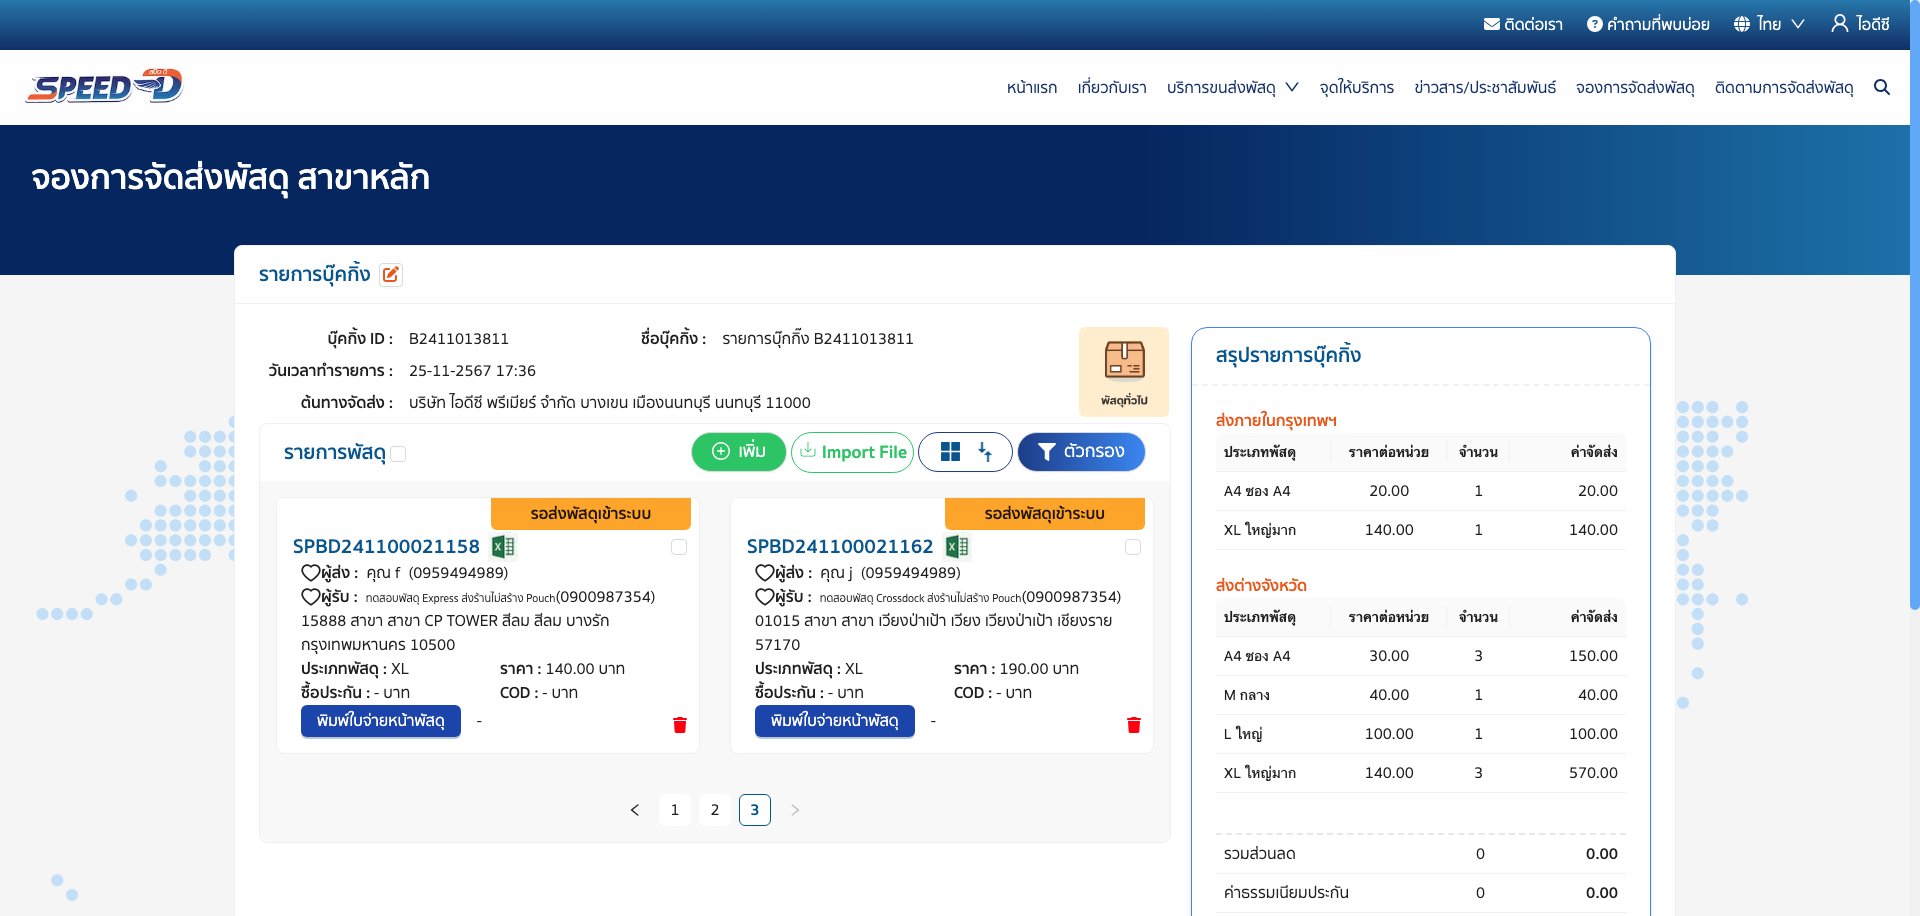 ติดต่อเรา คำถามที่พบบ่อย ไทย ไอดีซี
SPEED-D หน้าแรก เกี่ยวกับเรา บริการขนส่งพัสดุ จุดให้บริการ ข่าวสาร/ประชาสัมพันธ์ จองการจัดส่งพัสดุ ติดตามการจัดส่งพัสดุ
จองการจัดส่งพัสดุ สาขาหลัก
รายการบุ๊คกิ้ง
บุ๊คกิ้ง ID : B2411013811 ชื่อบุ๊คกิ้ง : รายการบุ้กกิ๊ง B2411013811
วันเวลาทำรายการ : 25-11-2567 17:36
ต้นทางจัดส่ง : บริษัท ไอดีซี พรีเมียร์ จำกัด บางเขน เมืองนนทบุรี นนทบุรี 11000
พัสดุทั่วไป
รายการพัสดุ เพิ่ม Import File ตัวกรอง
รอส่งพัสดุเข้าระบบ
SPBD241100021158
ผู้ส่ง : คุณ f (0959494989)
ผู้รับ : ทดสอบพัสดุ Express ส่งร้านไม่สร้าง Pouch(0900987354)
15888 สาขา สาขา CP TOWER สีลม สีลม บางรัก
กรุงเทพมหานคร 10500
ประเภทพัสดุ : XL ราคา : 140.00 บาท
ซื้อประกัน : - บาท COD : - บาท
พิมพ์ใบจ่ายหน้าพัสดุ -
รอส่งพัสดุเข้าระบบ
SPBD241100021162
ผู้ส่ง : คุณ j (0959494989)
ผู้รับ : ทดสอบพัสดุ Crossdock ส่งร้านไม่สร้าง Pouch(0900987354)
01015 สาขา สาขา เวียงป่าเป้า เวียง เวียงป่าเป้า เชียงราย
57170
ประเภทพัสดุ : XL ราคา : 190.00 บาท
ซื้อประกัน : - บาท COD : - บาท
พิมพ์ใบจ่ายหน้าพัสดุ -
1 2 3
สรุปรายการบุ๊คกิ้ง
ส่งภายในกรุงเทพฯ
ประเภทพัสดุ ราคาต่อหน่วย จำนวน ค่าจัดส่ง
A4 ซอง A4 20.00 1 20.00
XL ใหญ่มาก 140.00 1 140.00
ส่งต่างจังหวัด
ประเภทพัสดุ ราคาต่อหน่วย จำนวน ค่าจัดส่ง
A4 ซอง A4 30.00 3 150.00
M กลาง 40.00 1 40.00
L ใหญ่ 100.00 1 100.00
XL ใหญ่มาก 140.00 3 570.00
รวมส่วนลด 0 0.00
ค่าธรรมเนียมประกัน 0 0.00